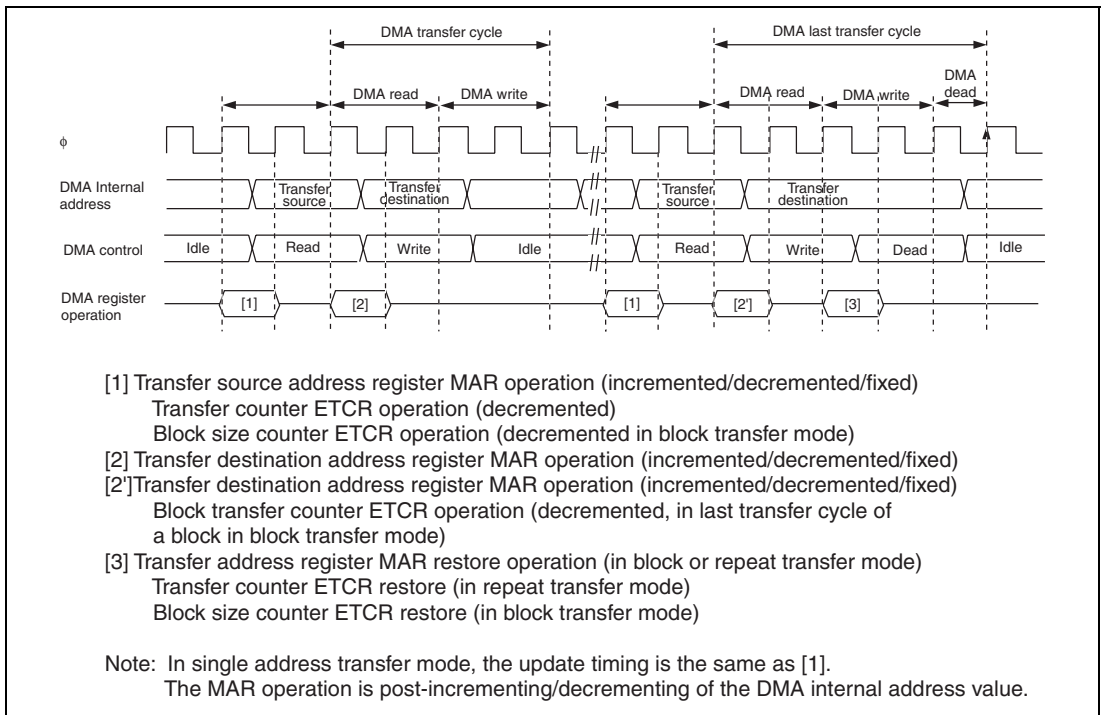 DMA transfer cycle
DMA last transfer cycle
DMA read
DMA write
DMA read
DMA write
DMA
dead
φ
DMA Internal
address
Transfer
source
Transfer
destination
Transfer
source
Transfer
destination
DMA control
Idle
Read
Write
Idle
Read
Write
Dead
Idle
DMA register
operation
[1]
[2]
[1]
[2']
[3]
[1] Transfer source address register MAR operation (incremented/decremented/fixed)
Transfer counter ETCR operation (decremented)
Block size counter ETCR operation (decremented in block transfer mode)
[2] Transfer destination address register MAR operation (incremented/decremented/fixed)
[2']Transfer destination address register MAR operation (incremented/decremented/fixed)
Block transfer counter ETCR operation (decremented, in last transfer cycle of
a block in block transfer mode)
[3] Transfer address register MAR restore operation (in block or repeat transfer mode)
Transfer counter ETCR restore (in repeat transfer mode)
Block size counter ETCR restore (in block transfer mode)
Note: In single address transfer mode, the update timing is the same as [1].
The MAR operation is post-incrementing/decrementing of the DMA internal address value.